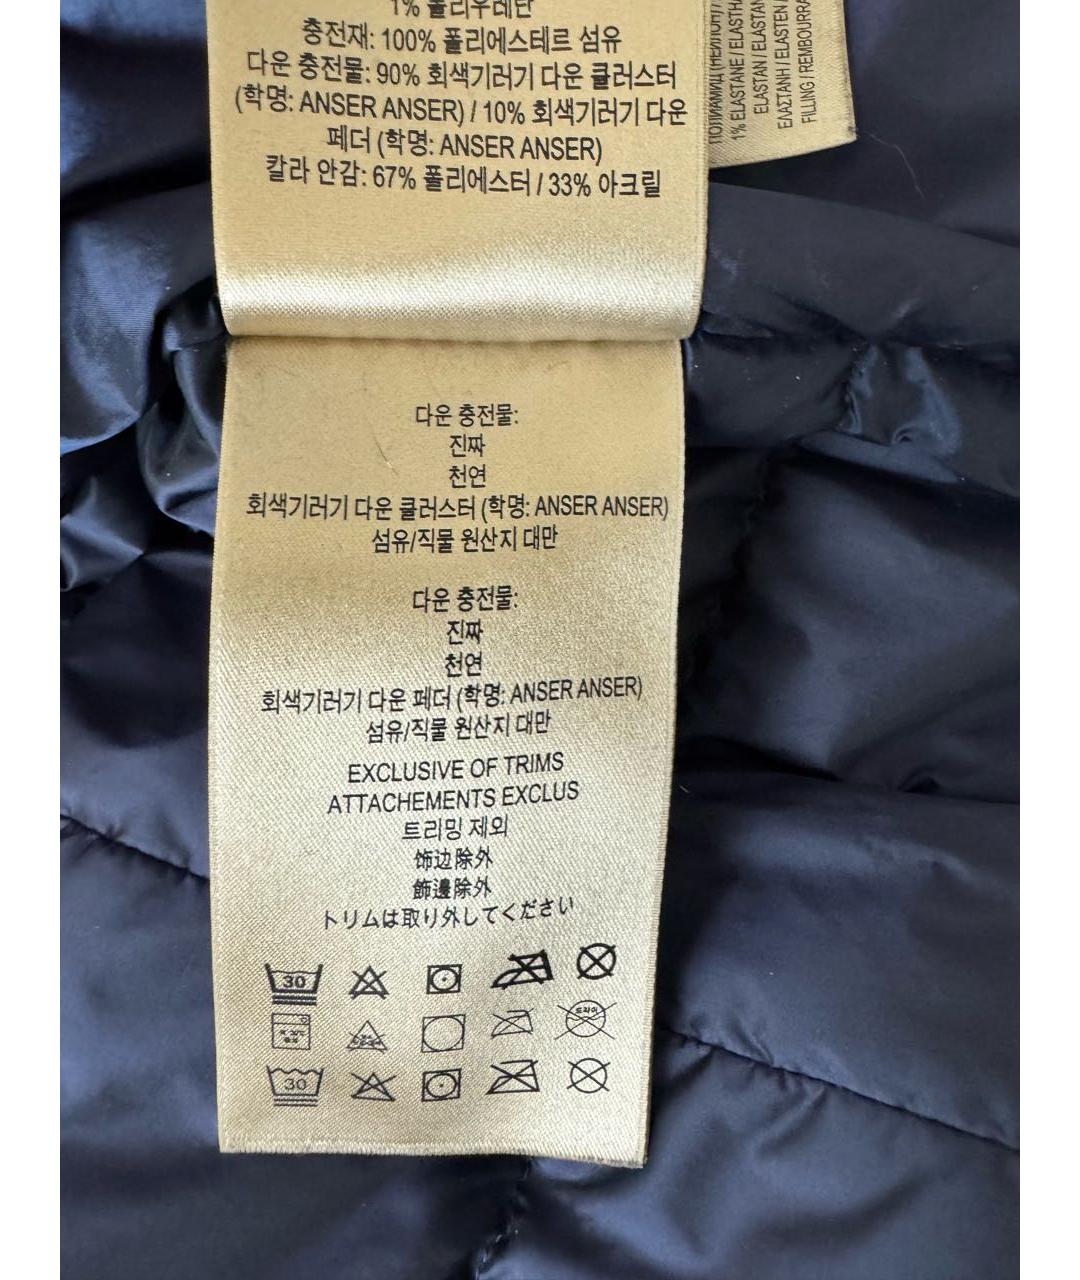 1% 폴리우레탄
충전재: 100% 폴리에스테르 섬유
다운 충전물: 90% 회색기러기 다운 클러스터
(학명: ANSER ANSER) / 10% 회색기러기 다운
페더 (학명: ANSER ANSER)
칼라 안감: 67% 폴리에스터 / 33% 아크릴
다운 충전물:
진짜
천연
회색기러기 다운 클러스터 (학명: ANSER ANSER)
섬유/직물 원산지 대만
다운 충전물:
진짜
천연
회색기러기 다운 페더 (학명: ANSER ANSER)
섬유/직물 원산지 대만
EXCLUSIVE OF TRIMS
ATTACHEMENTS EXCLUS
트리밍 제외
饰边除外
飾邊除外
トリムは取り外してください
30
드라이
30
1% ELASTANE /
ELASTAN /
ΕΛΑΣΤΑΝΗ / ELASTEN /
FILLING /